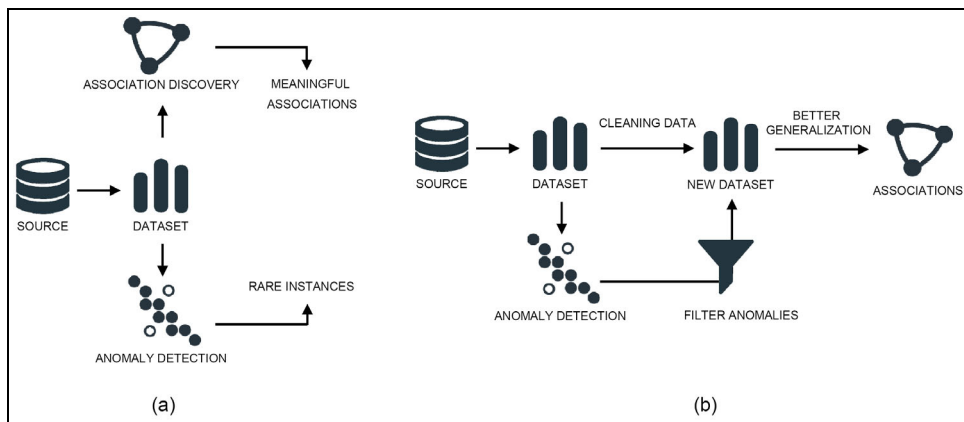 ASSOCIATION DISCOVERY
MEANINGFUL
ASSOCIATIONS
SOURCE
DATASET
RARE INSTANCES
ANOMALY DETECTION
(a)
CLEANING DATA
BETTER
GENERALIZATION
SOURCE
DATASET
NEW DATASET
ASSOCIATIONS
ANOMALY DETECTION
FILTER ANOMALIES
(b)